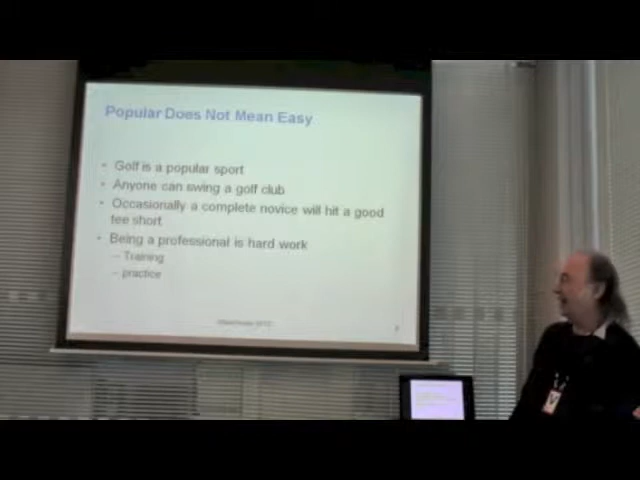 Popular Does Not Mean Easy
• Golf is a popular sport
• Anyone can swing a golf club
• Occasionally a complete novice will hit a good
tee short
• Being a professional is hard work
– Training
– practice